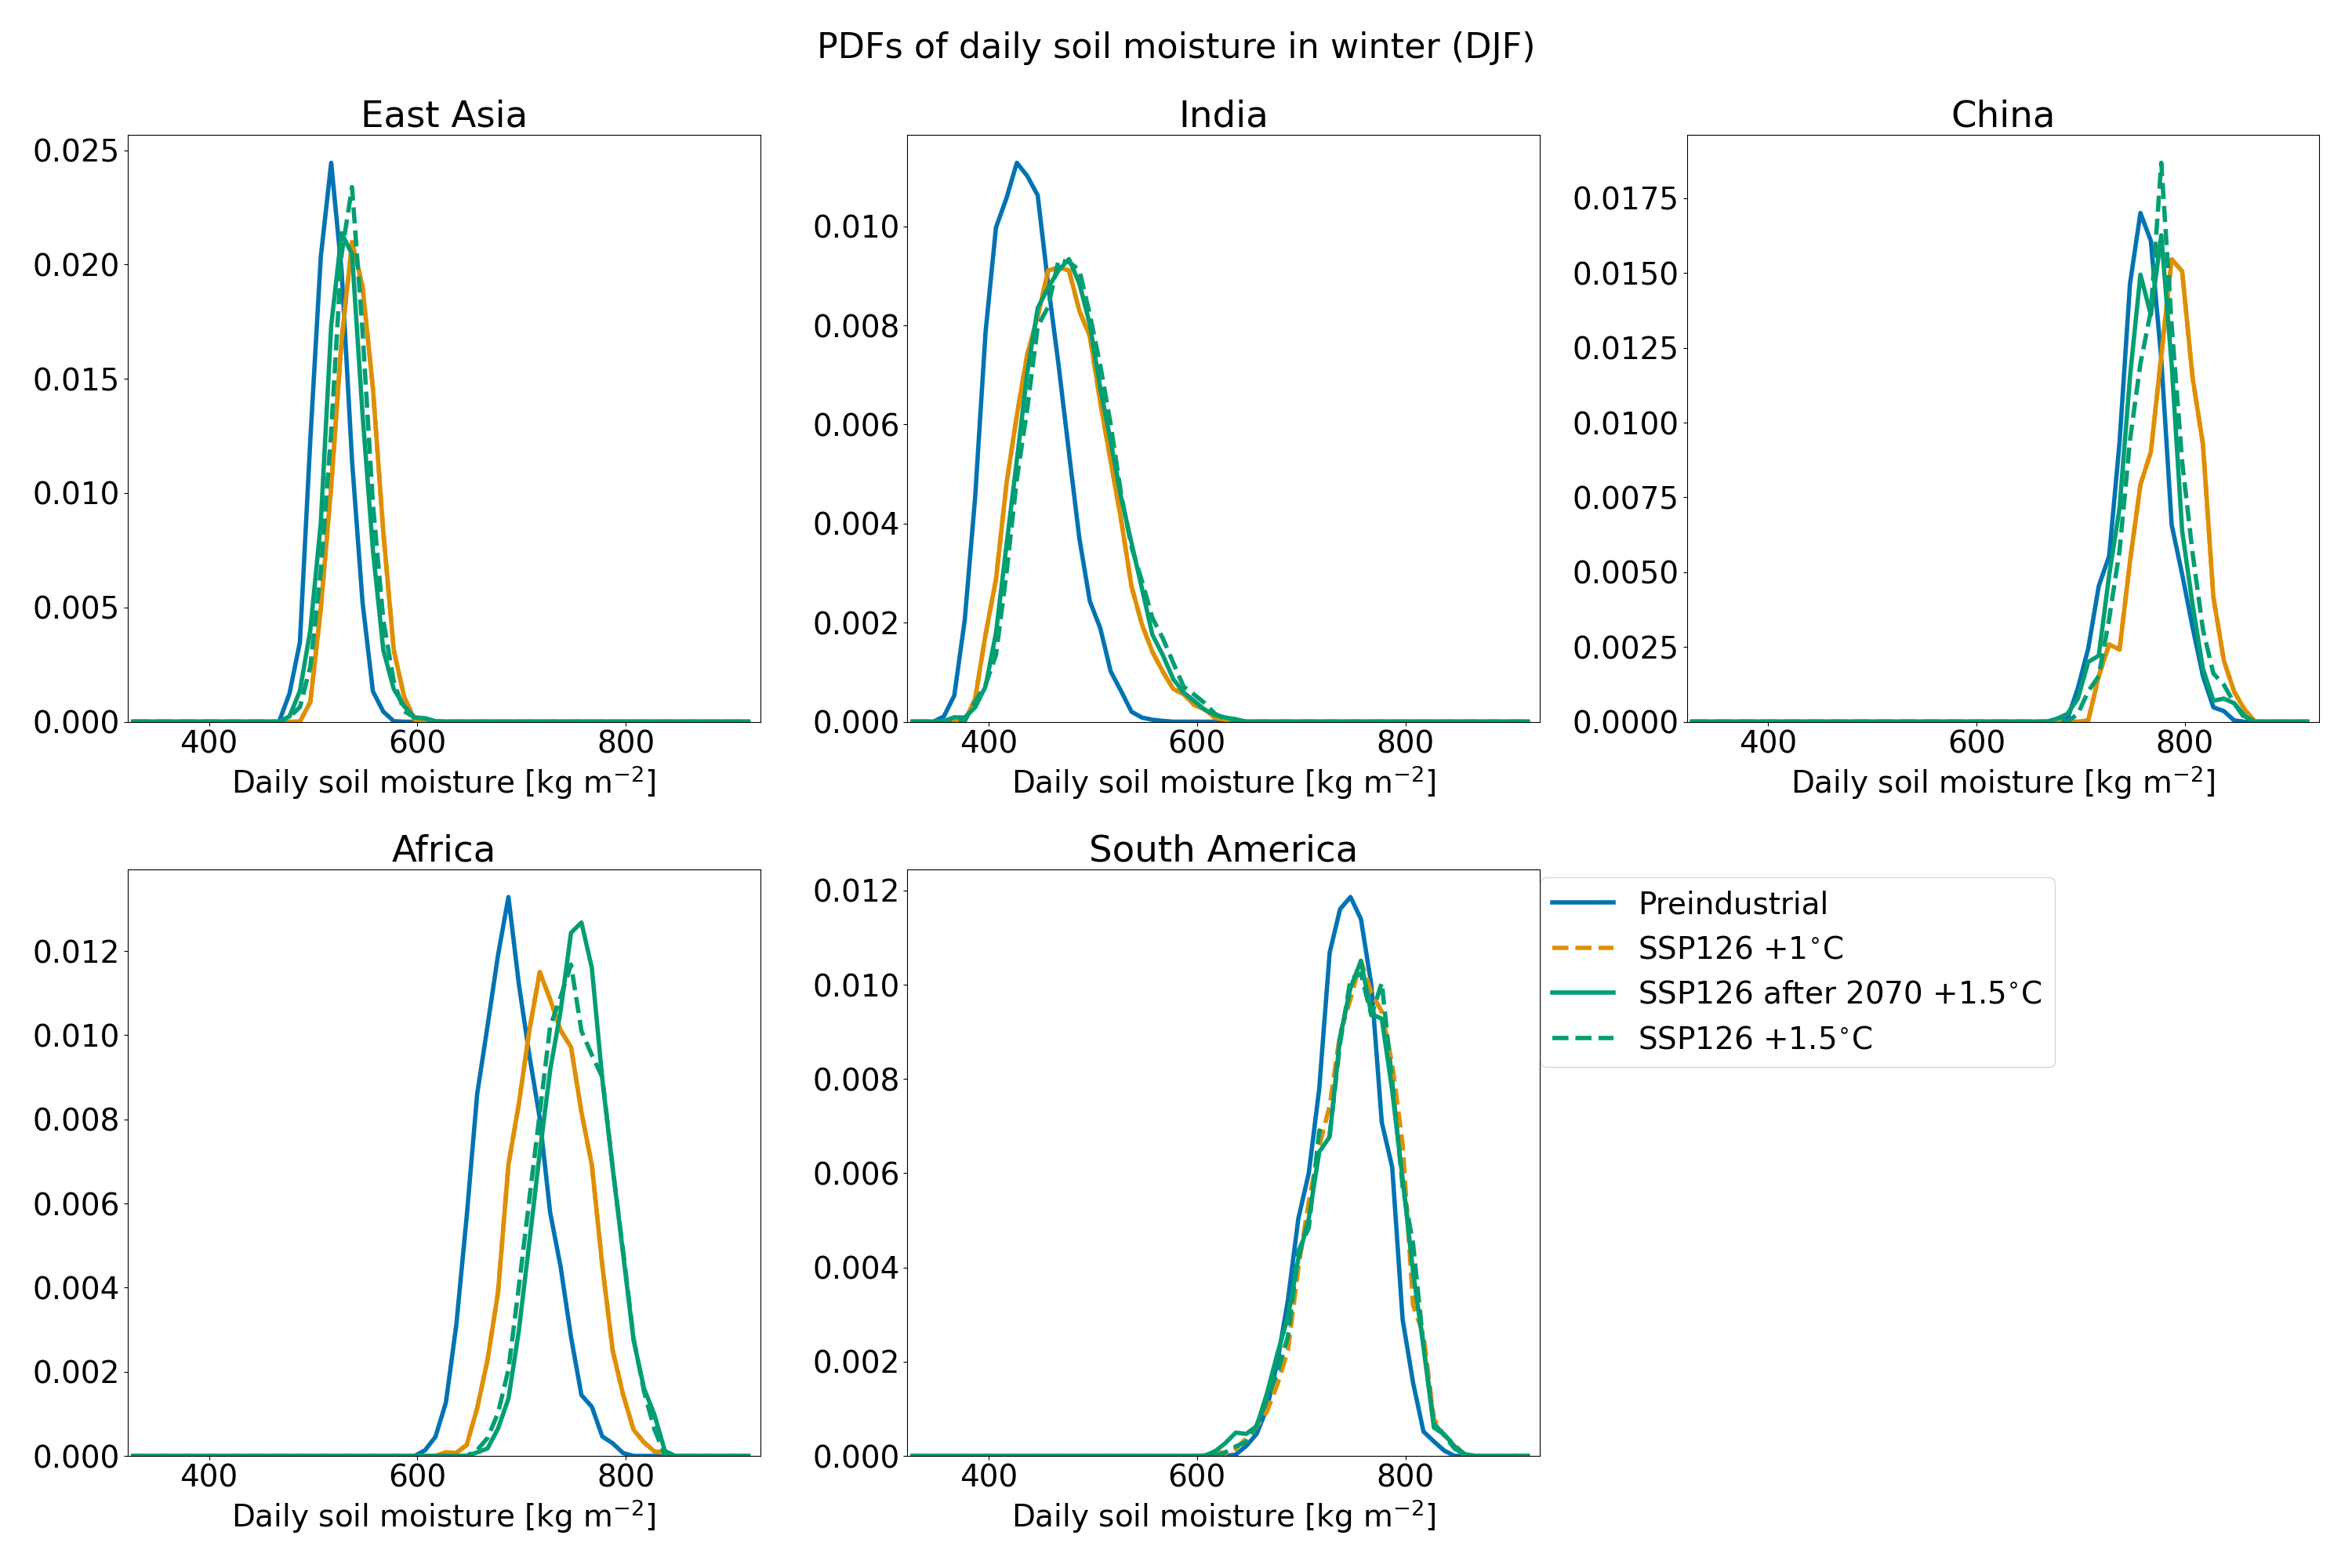 PDFs of daily soil moisture in winter (DJF)
East Asia
0.025
0.020
0.015
0.010
0.005
0.000
400 600 800
Daily soil moisture [kg m⁻²]
India
0.010
0.008
0.006
0.004
0.002
0.000
400 600 800
Daily soil moisture [kg m⁻²]
China
0.0175
0.0150
0.0125
0.0100
0.0075
0.0050
0.0025
0.0000
400 600 800
Daily soil moisture [kg m⁻²]
Africa
0.012
0.010
0.008
0.006
0.004
0.002
0.000
400 600 800
Daily soil moisture [kg m⁻²]
South America
0.012
0.010
0.008
0.006
0.004
0.002
0.000
400 600 800
Daily soil moisture [kg m⁻²]
Preindustrial
SSP126 +1°C
SSP126 after 2070 +1.5°C
SSP126 +1.5°C